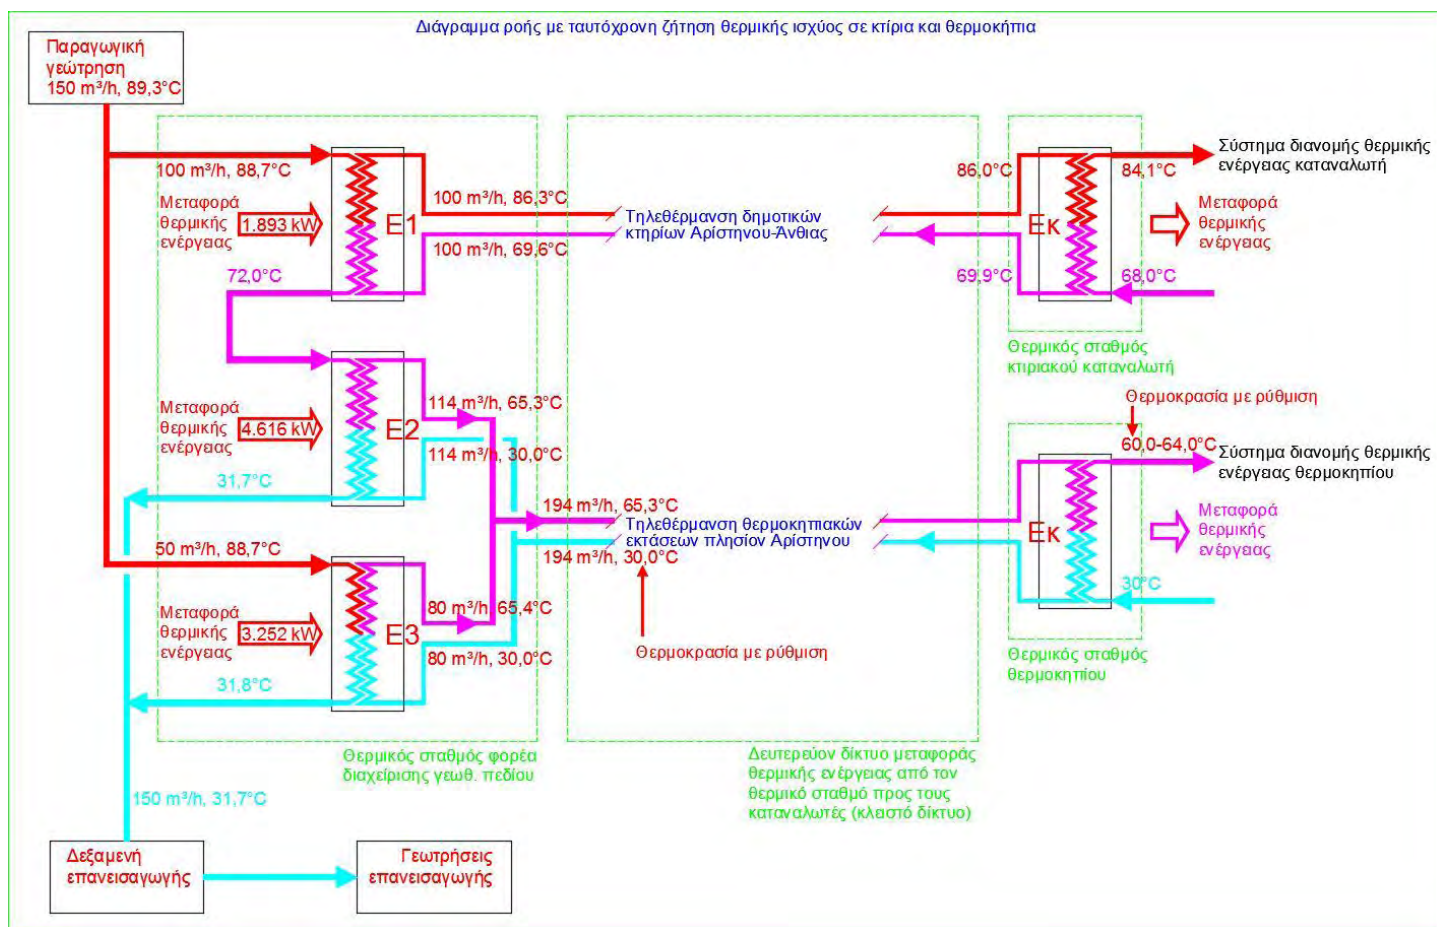 Διάγραμμα ροής με ταυτόχρονη ζήτηση θερμικής ισχύος σε κτίρια και θερμοκήπια
Παραγωγική
γεώτρηση
150 m³/h, 89,3°C
100 m³/h, 88,7°C
Μεταφορά
θερμικής
ενέργειας
1.893 kW
E1
100 m³/h, 86,3°C
100 m³/h, 69,6°C
72,0°C
Τηλεθέρμανση δημοτικών
κτηρίων Αρίστηνου-Άνθιας
86,0°C
69,9°C
Εκ
84,1°C
68,0°C
Σύστημα διανομής θερμικής
ενέργειας καταναλωτή
Μεταφορά
θερμικής
ενέργειας
Θερμικός σταθμός
κτιριακού καταναλωτή
Μεταφορά
θερμικής
ενέργειας
4.616 kW
E2
114 m³/h, 65,3°C
114 m³/h, 30,0°C
31,7°C
194 m³/h, 65,3°C
Τηλεθέρμανση θερμοκηπιακών
εκτάσεων πλησίον Αρίστηνου
194 m³/h, 30,0°C
Θερμοκρασία με ρύθμιση
Θερμοκρασία με ρύθμιση
60,0-64,0°C
Σύστημα διανομής θερμικής
ενέργειας θερμοκηπίου
Εκ
Μεταφορά
θερμικής
ενέργειας
30°C
Θερμικός σταθμός
θερμοκηπίου
50 m³/h, 88,7°C
Μεταφορά
θερμικής
ενέργειας
3.252 kW
E3
80 m³/h, 65,4°C
80 m³/h, 30,0°C
31,8°C
Θερμικός σταθμός φορέα
διαχείρισης γεωθ. πεδίου
Δευτερεύον δίκτυο μεταφοράς
θερμικής ενέργειας από τον
θερμικό σταθμό προς τους
καταναλωτές (κλειστό δίκτυο)
150 m³/h, 31,7°C
Δεξαμενή
επανεισαγωγής
Γεωτρήσεις
επανεισαγωγής